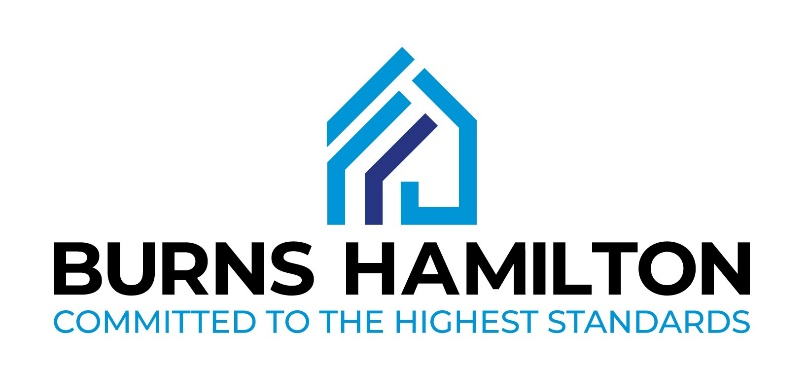 BURNS HAMILTON
COMMITTED TO THE HIGHEST STANDARDS